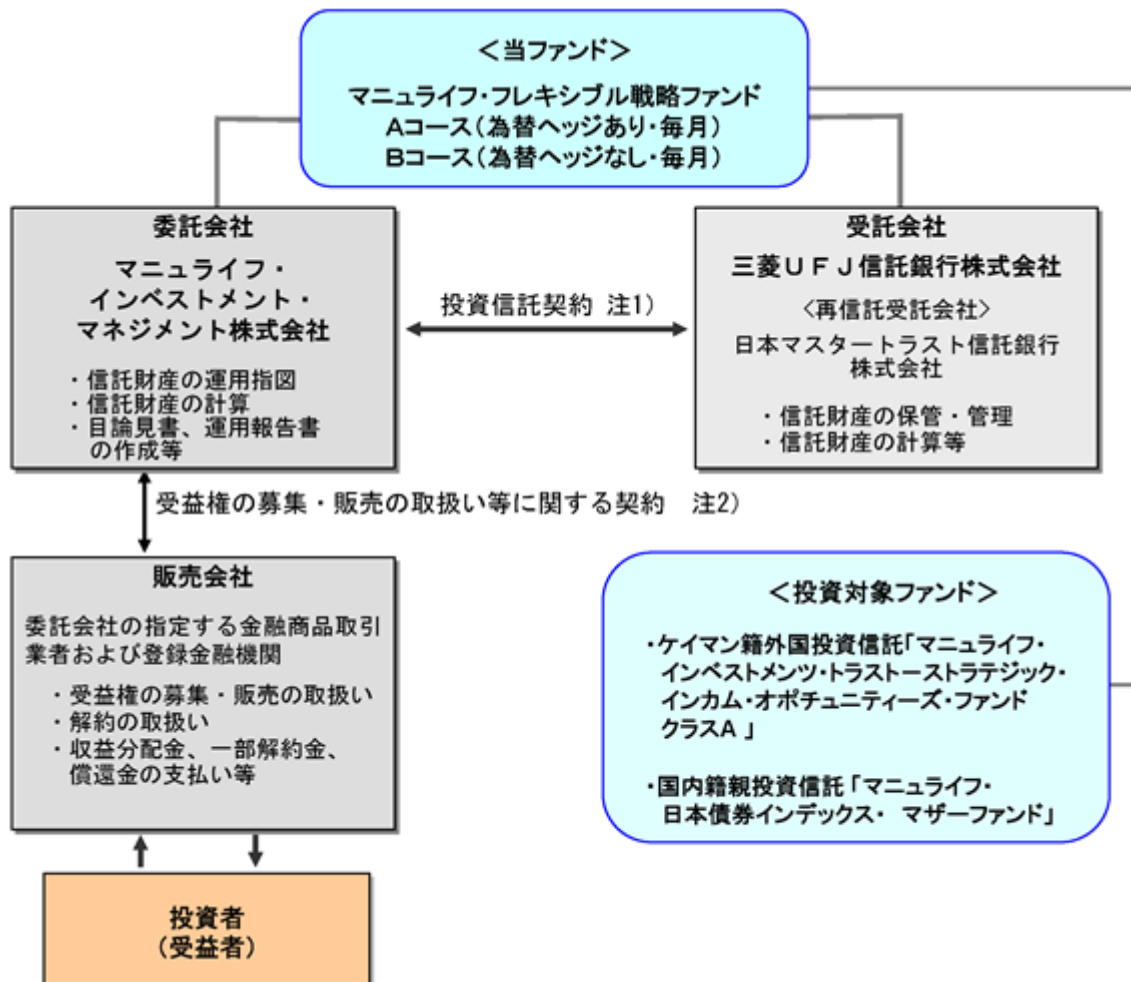 ＜当ファンド＞
マニュライフ・フレキシブル戦略ファンド
Aコース（為替ヘッジあり・毎月）
Bコース（為替ヘッジなし・毎月）
委託会社
マニュライフ・
インベストメント・
マネジメント株式会社
・信託財産の運用指図
・信託財産の計算
・目論見書、運用報告書
の作成等
投資信託契約 注1）
受託会社
三菱ＵＦＪ信託銀行株式会社
〈再信託受託会社〉
日本マスタートラスト信託銀行
株式会社
・信託財産の保管・管理
・信託財産の計算等
受益権の募集・販売の取扱い等に関する契約　注2）
販売会社
委託会社の指定する金融商品取引
業者および登録金融機関
・受益権の募集・販売の取扱い
・解約の取扱い
・収益分配金、一部解約金、
償還金の支払い等
＜投資対象ファンド＞
・ケイマン籍外国投資信託「マニュライフ・
インベストメンツ・トラストーストラテジック・
インカム・オポチュニティーズ・ファンド
クラスA 」
・国内籍親投資信託「マニュライフ・
日本債券インデックス・ マザーファンド」
投資者
（受益者）